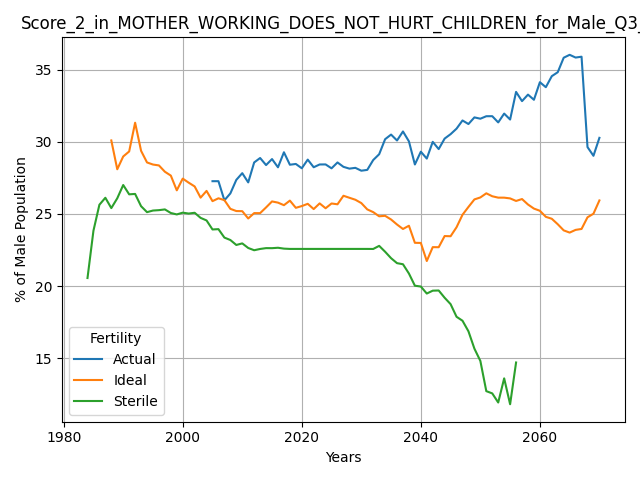 Score_2_in_MOTHER_WORKING_DOES_NOT_HURT_CHILDREN_for_Male_Q3_
% of Male Population
35
30
25
20
15
Fertility
Actual
Ideal
Sterile
1980 2000 2020 2040 2060
Years